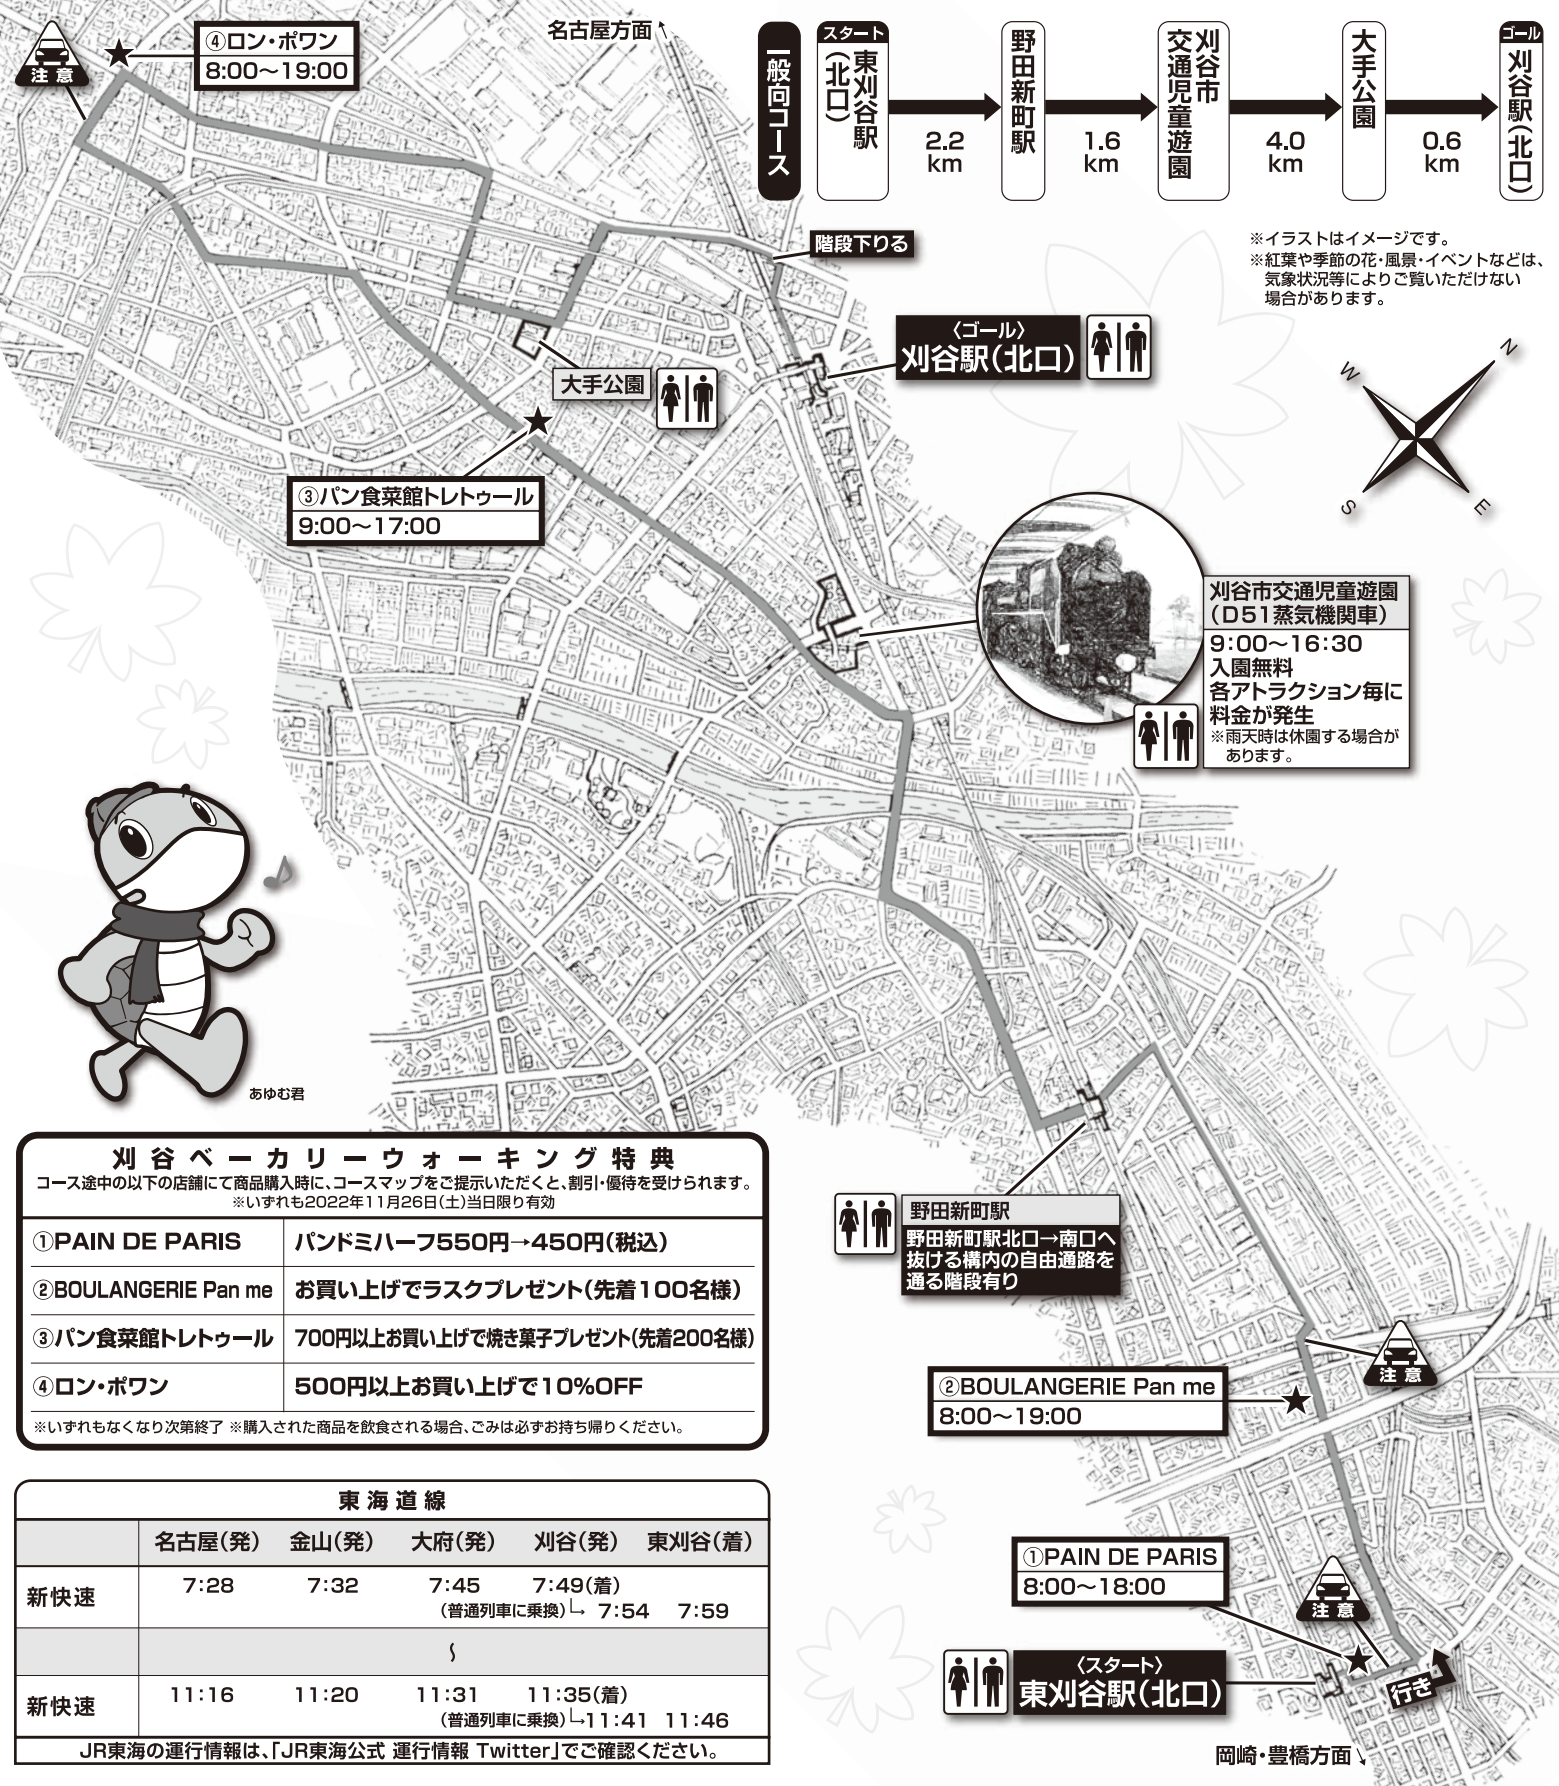 ④ロン・ポワン
8:00〜19:00
注意
名古屋方面
一般向コース
スタート
東刈谷駅
(北口)
2.2
km
野田新町駅
1.6
km
刈谷市
交通児童遊園
4.0
km
大手公園
0.6
km
ゴール
刈谷駅(北口)
階段下りる
※イラストはイメージです。
※紅葉や季節の花・風景・イベントなどは、
気象状況等によりご覧いただけない
場合があります。
〈ゴール〉
刈谷駅(北口)
N
W
S
E
大手公園
③パン食菜館トレトゥール
9:00〜17:00
刈谷市交通児童遊園
(D51蒸気機関車)
9:00〜16:30
入園無料
各アトラクション毎に
料金が発生
※雨天時は休園する場合が
あります。
あゆむ君
野田新町駅
野田新町駅北口→南口へ
抜ける構内の自由通路を
通る階段有り
注意
②BOULANGERIE Pan me
8:00〜19:00
①PAIN DE PARIS
8:00〜18:00
注意
〈スタート〉
東刈谷駅(北口)
行き
岡崎・豊橋方面
刈谷ベーカリーウォーキング特典
コース途中の以下の店舗にて商品購入時に、コースマップをご提示いただくと、割引・優待を受けられます。
※いずれも2022年11月26日(土)当日限り有効
①PAIN DE PARIS パンドミハーフ550円→450円(税込)
②BOULANGERIE Pan me お買い上げでラスクプレゼント(先着100名様)
③パン食菜館トレトゥール 700円以上お買い上げで焼き菓子プレゼント(先着200名様)
④ロン・ポワン 500円以上お買い上げで10%OFF
※いずれもなくなり次第終了 ※購入された商品を飲食される場合、ごみは必ずお持ち帰りください。
東海道線
名古屋(発) 金山(発) 大府(発) 刈谷(発) 東刈谷(着)
新快速 7:28 7:32 7:45 7:49(着)
(普通列車に乗換) 7:54 7:59
〜
新快速 11:16 11:20 11:31 11:35(着)
(普通列車に乗換) 11:41 11:46
JR東海の運行情報は、「JR東海公式 運行情報 Twitter」でご確認ください。